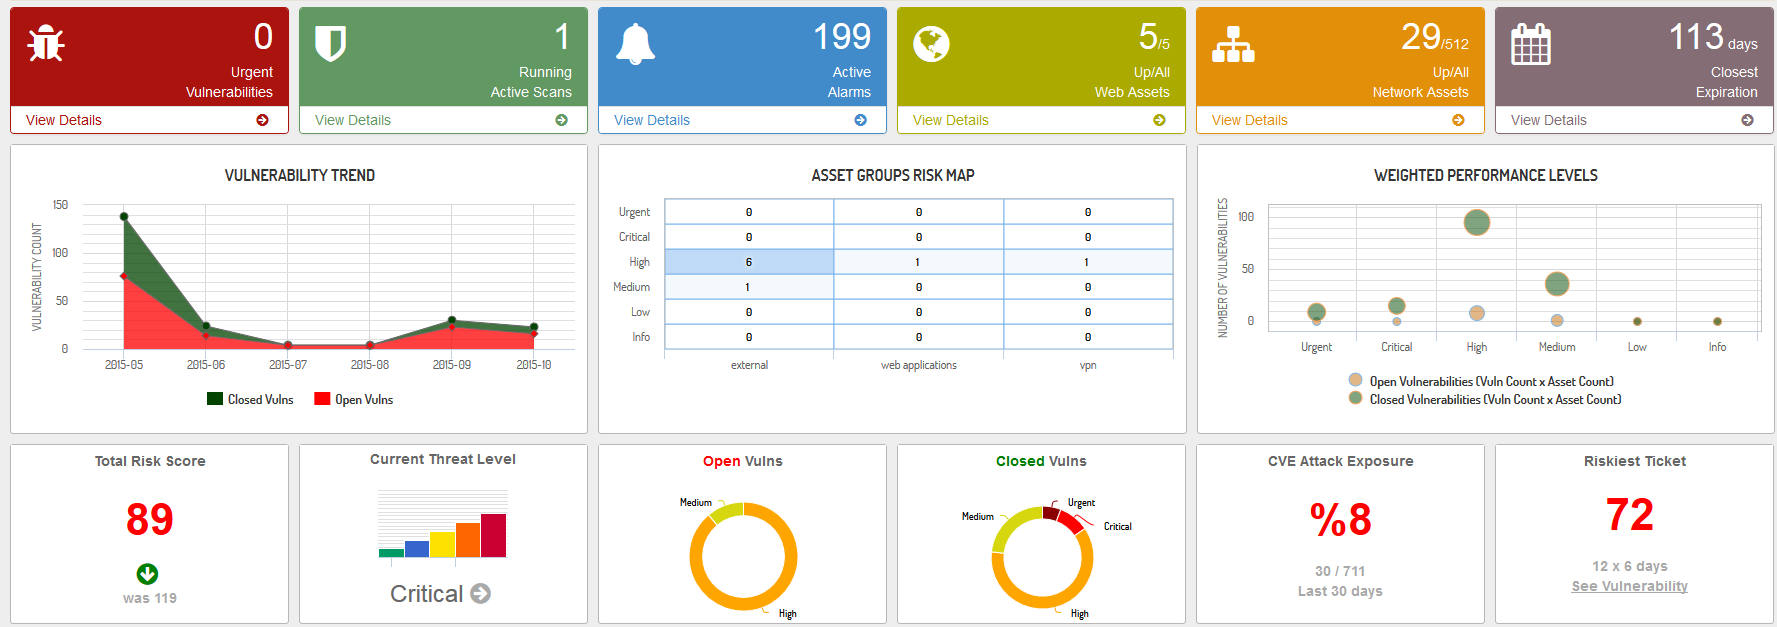 0
Urgent
Vulnerabilities
View Details
1
Running
Active Scans
View Details
199
Active
Alarms
View Details
5/5
Up/All
Web Assets
View Details
29/512
Up/All
Network Assets
View Details
113 days
Closest
Expiration
View Details
VULNERABILITY TREND
VULNERABILITY COUNT
150
100
50
0
2015-05 2015-06 2015-07 2015-08 2015-09 2015-10
Closed Vulns Open Vulns
ASSET GROUPS RISK MAP
Urgent 0 0 0
Critical 0 0 0
High 6 1 1
Medium 1 0 0
Low 0 0 0
Info 0 0 0
external web applications vpn
WEIGHTED PERFORMANCE LEVELS
NUMBER OF VULNERABILITIES
100
50
0
Urgent Critical High Medium Low Info
Open Vulnerabilities (Vuln Count x Asset Count)
Closed Vulnerabilities (Vuln Count x Asset Count)
Total Risk Score
89
was 119
Current Threat Level
Critical
Open Vulns
Medium
High
Closed Vulns
Urgent
Medium
Critical
High
CVE Attack Exposure
%8
30 / 711
Last 30 days
Riskiest Ticket
72
12 x 6 days
See Vulnerability